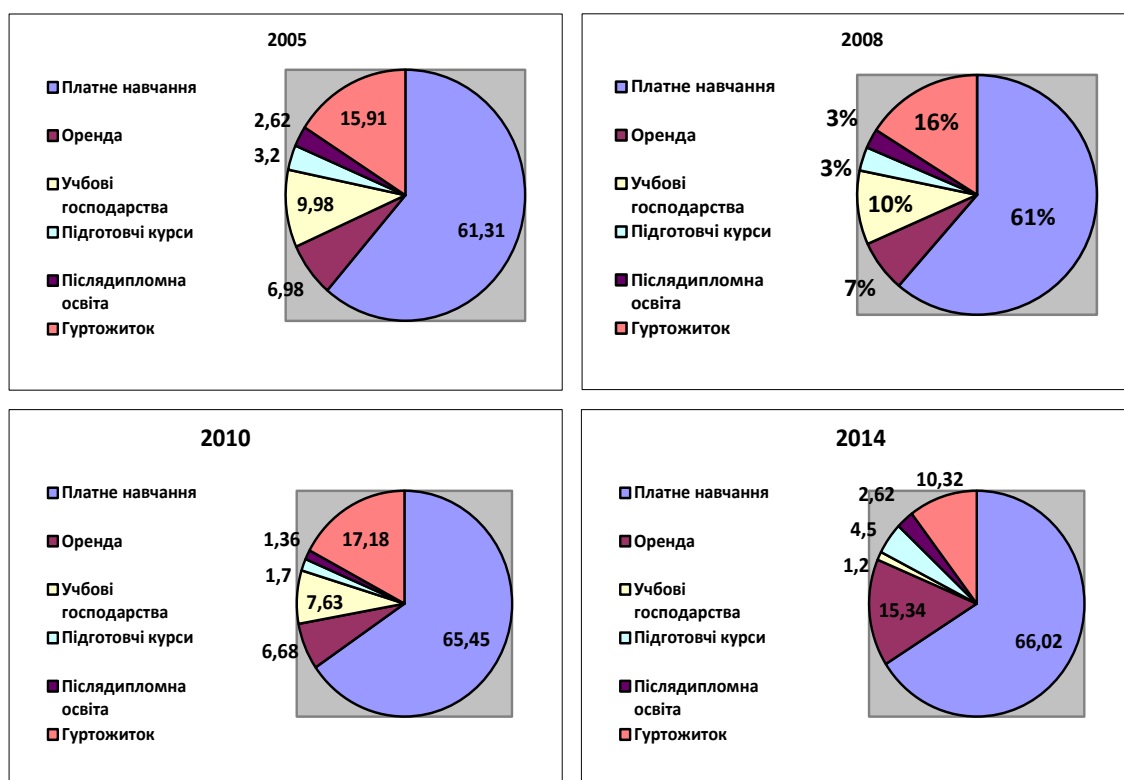 2005
Платне навчання
Оренда
Учбові
господарства
Підготовчі курси
Післядипломна
освіта
Гуртожиток
15,91
2,62
3,2
9,98
61,31
6,98
2008
Платне навчання
Оренда
Учбові
господарства
Підготовчі курси
Післядипломна
освіта
Гуртожиток
16%
3%
3%
10%
61%
7%
2010
Платне навчання
Оренда
Учбові
господарства
Підготовчі курси
Післядипломна
освіта
Гуртожиток
17,18
1,36
1,7
7,63
65,45
6,68
2014
Платне навчання
Оренда
Учбові
господарства
Підготовчі курси
Післядипломна
освіта
Гуртожиток
10,32
2,62
4,5
1,2
15,34
66,02